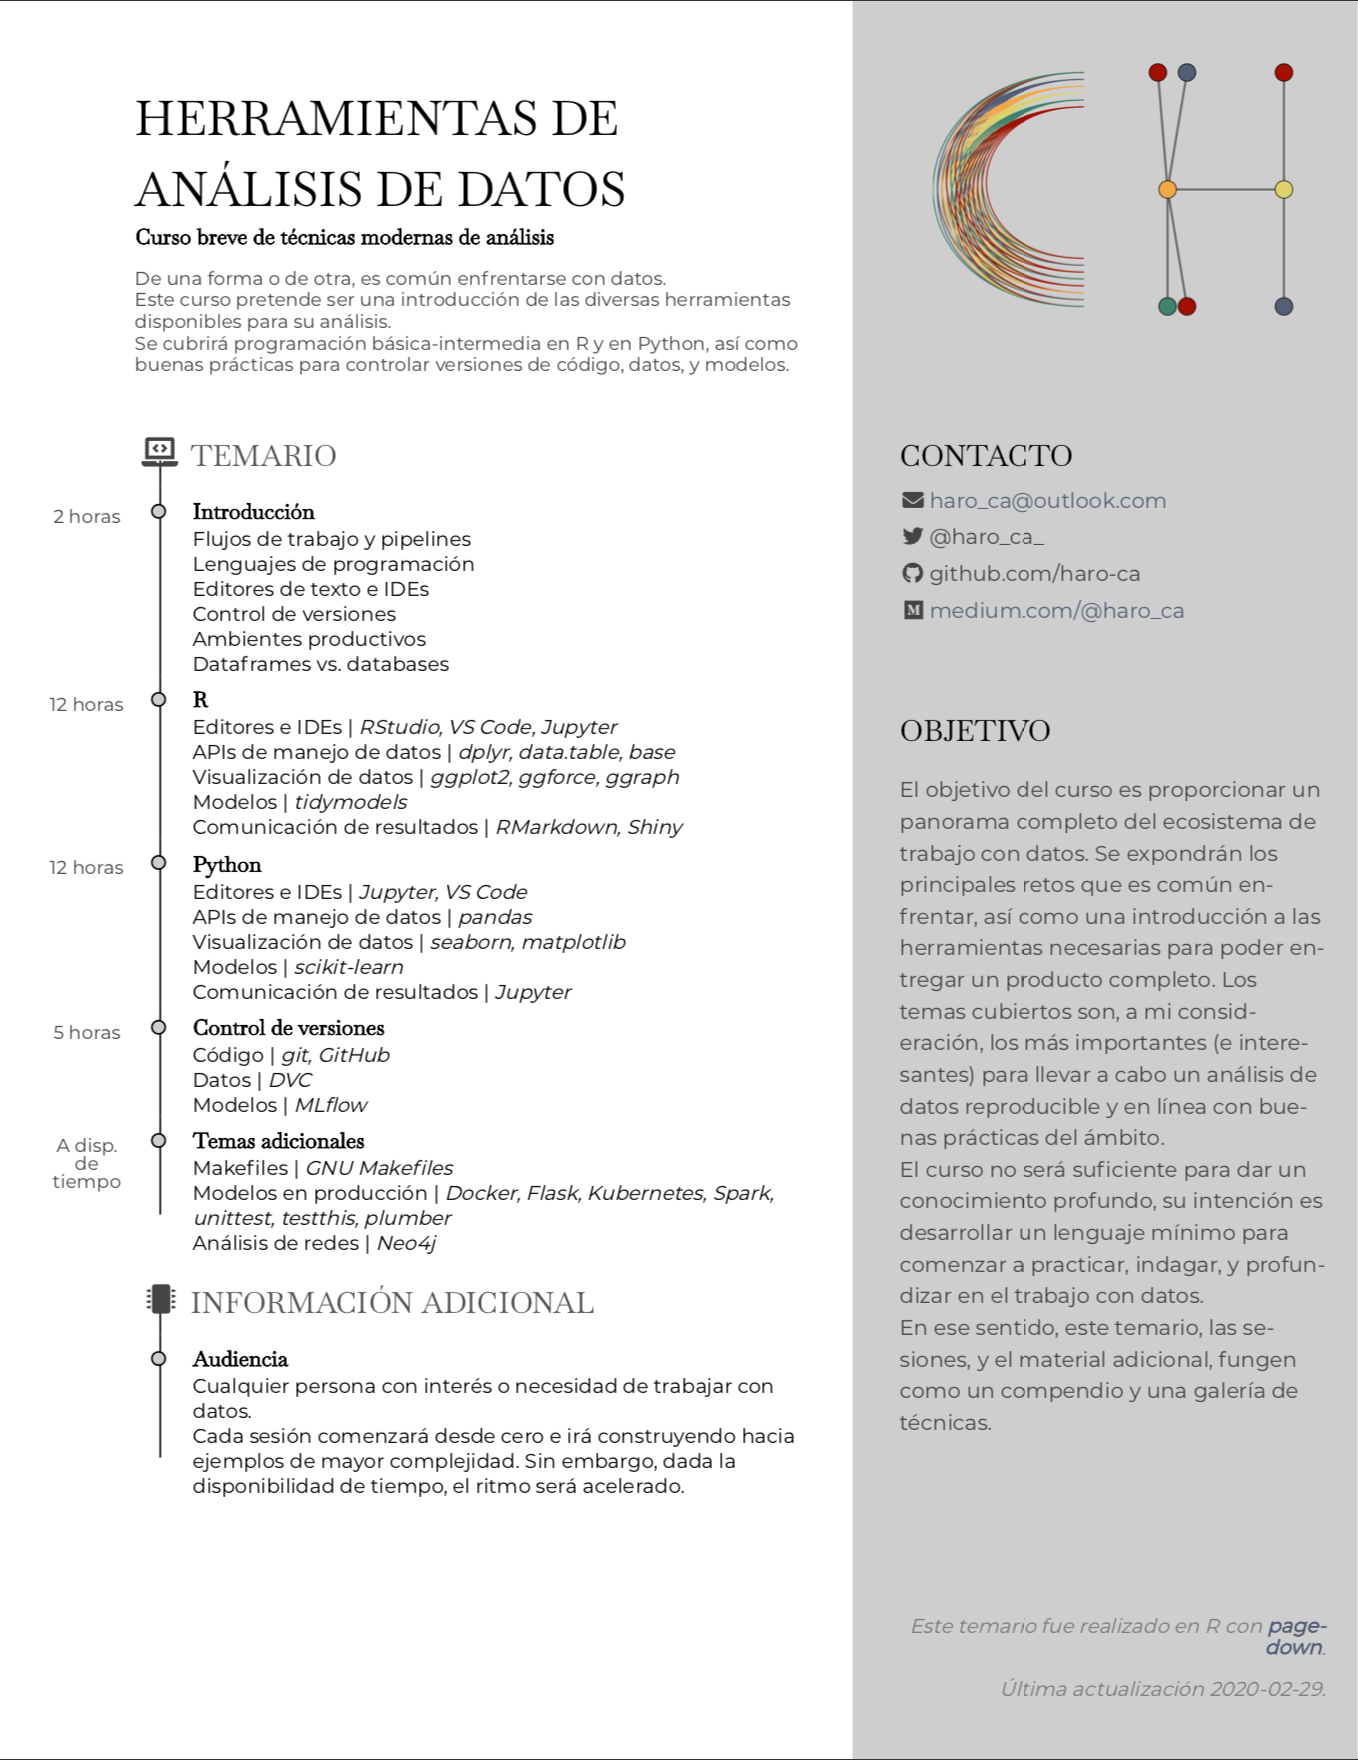 HERRAMIENTAS DE
ANÁLISIS DE DATOS
Curso breve de técnicas modernas de análisis
De una forma o de otra, es común enfrentarse con datos.
Este curso pretende ser una introducción de las diversas herramientas
disponibles para su análisis.
Se cubrirá programación básica-intermedia en R y en Python, así como
buenas prácticas para controlar versiones de código, datos, y modelos.
TEMARIO
2 horas
Introducción
Flujos de trabajo y pipelines
Lenguajes de programación
Editores de texto e IDEs
Control de versiones
Ambientes productivos
Dataframes vs. databases
12 horas
R
Editores e IDEs | RStudio, VS Code, Jupyter
APIs de manejo de datos | dplyr, data.table, base
Visualización de datos | ggplot2, ggforce, ggraph
Modelos | tidymodels
Comunicación de resultados | RMarkdown, Shiny
12 horas
Python
Editores e IDEs | Jupyter, VS Code
APIs de manejo de datos | pandas
Visualización de datos | seaborn, matplotlib
Modelos | scikit-learn
Comunicación de resultados | Jupyter
5 horas
Control de versiones
Código | git, GitHub
Datos | DVC
Modelos | MLflow
A disp.
de
tiempo
Temas adicionales
Makefiles | GNU Makefiles
Modelos en producción | Docker, Flask, Kubernetes, Spark,
unittest, testthis, plumber
Análisis de redes | Neo4j
INFORMACIÓN ADICIONAL
Audiencia
Cualquier persona con interés o necesidad de trabajar con
datos.
Cada sesión comenzará desde cero e irá construyendo hacia
ejemplos de mayor complejidad. Sin embargo, dada la
disponibilidad de tiempo, el ritmo será acelerado.
CH
CONTACTO
haro_ca@outlook.com
@haro_ca_
github.com/haro-ca
M medium.com/@haro_ca
OBJETIVO
El objetivo del curso es proporcionar un
panorama completo del ecosistema de
trabajo con datos. Se expondrán los
principales retos que es común en-
frentar, así como una introducción a las
herramientas necesarias para poder en-
tregar un producto completo. Los
temas cubiertos son, a mi consid-
eración, los más importantes (e intere-
santes) para llevar a cabo un análisis de
datos reproducible y en línea con bue-
nas prácticas del ámbito.
El curso no será suficiente para dar un
conocimiento profundo, su intención es
desarrollar un lenguaje mínimo para
comenzar a practicar, indagar, y profun-
dizar en el trabajo con datos.
En ese sentido, este temario, las se-
siones, y el material adicional, fungen
como un compendio y una galería de
técnicas.
Este temario fue realizado en R con page-
down.
Última actualización 2020-02-29.